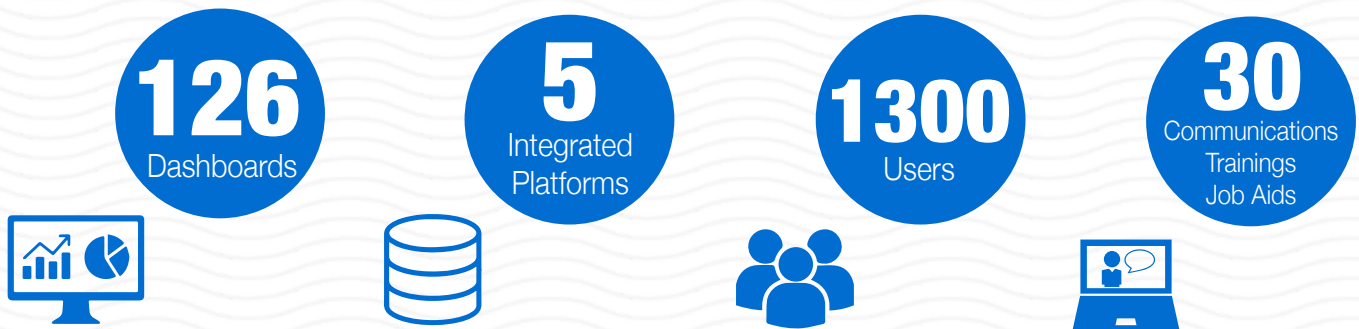 126
Dashboards
5
Integrated
Platforms
1300
Users
30
Communications
Trainings
Job Aids